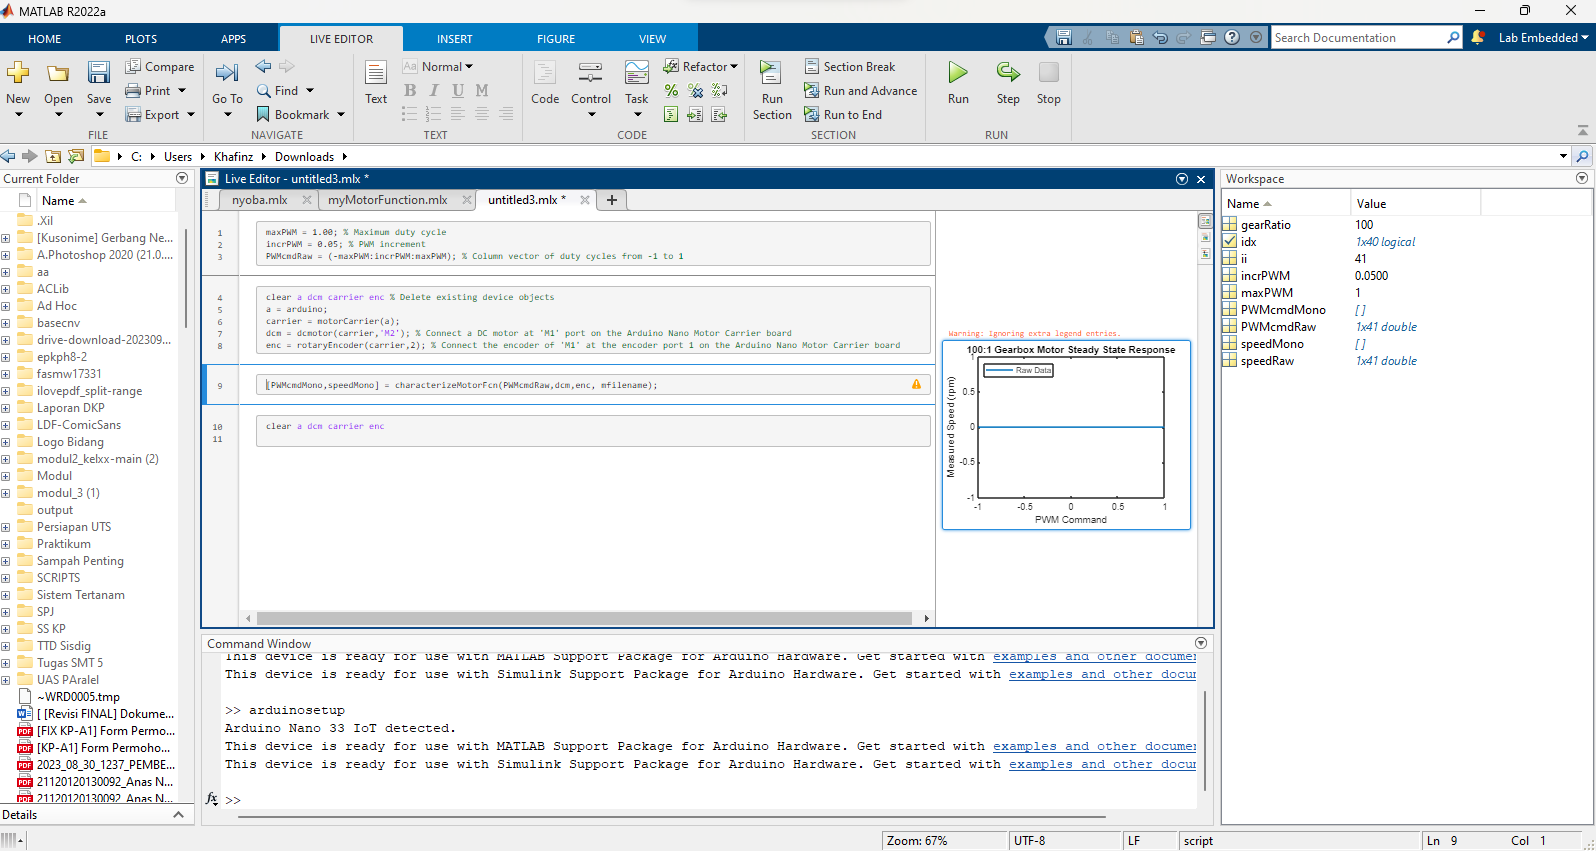 MATLAB R2022a
HOME PLOTS APPS LIVE EDITOR INSERT FIGURE VIEW
Search Documentation
Lab Embedded
New
Open
Save
Compare
Print
Export
FILE
Go To
Find
Bookmark
NAVIGATE
Text
Aa Normal
B I U M
TEXT
Code
Control
Task
Refactor
CODE
Run Section
Section Break
Run and Advance
Run to End
SECTION
Run
Step
Stop
RUN
C: Users Khafinz Downloads
Current Folder
Name
.Xil
[Kusonime] Gerbang Ne...
A.Photoshop 2020 (21.0....
aa
ACLib
Ad Hoc
basecnv
drive-download-202309...
epkph8-2
fasmw17331
ilovepdf_split-range
Laporan DKP
LDF-ComicSans
Logo Bidang
modul2_kelxx-main (2)
Modul
modul_3 (1)
output
Persiapan UTS
Praktikum
Sampah Penting
SCRIPTS
Sistem Tertanam
SPJ
SS KP
TTD Sisdig
Tugas SMT 5
UAS PAralel
~WRD0005.tmp
[ [Revisi FINAL] Dokume...
[FIX KP-A1] Form Permo...
[KP-A1] Form Permoho...
2023_08_30_1237_PEMBE...
21120120130092_Anas N...
21120120130092_Anas N...
Details
Live Editor - untitled3.mlx *
nyoba.mlx myMotorFunction.mlx untitled3.mlx * +
1 maxPWM = 1.00; % Maximum duty cycle
2 incrPWM = 0.05; % PWM increment
3 PWMcmdRaw = (-maxPWM:incrPWM:maxPWM); % Column vector of duty cycles from -1 to 1
4 clear a dcm carrier enc % Delete existing device objects
5 a = arduino;
6 carrier = motorCarrier(a);
7 dcm = dcmotor(carrier,'M2'); % Connect a DC motor at 'M1' port on the Arduino Nano Motor Carrier board
8 enc = rotaryEncoder(carrier,2); % Connect the encoder of 'M1' at the encoder port 1 on the Arduino Nano Motor Carrier board
9 [PWMcmdMono,speedMono] = characterizeMotorFcn(PWMcmdRaw,dcm,enc, mfilename);
10 clear a dcm carrier enc
11
Warning: Ignoring extra legend entries.
100:1 Gearbox Motor Steady State Response
Raw Data
Measured Speed (rpm)
1
0.5
0
-0.5
-1
-1 -0.5 0 0.5 1
PWM Command
Command Window
This device is ready for use with MATLAB Support Package for Arduino Hardware. Get started with examples and other documen
This device is ready for use with Simulink Support Package for Arduino Hardware. Get started with examples and other docum
>> arduinosetup
Arduino Nano 33 IoT detected.
This device is ready for use with MATLAB Support Package for Arduino Hardware. Get started with examples and other documen
This device is ready for use with Simulink Support Package for Arduino Hardware. Get started with examples and other docum
fx >>
Workspace
Name Value
gearRatio 100
idx 1x40 logical
ii 41
incrPWM 0.0500
maxPWM 1
PWMcmdMono []
PWMcmdRaw 1x41 double
speedMono []
speedRaw 1x41 double
Zoom: 67% UTF-8 LF script Ln 9 Col 1